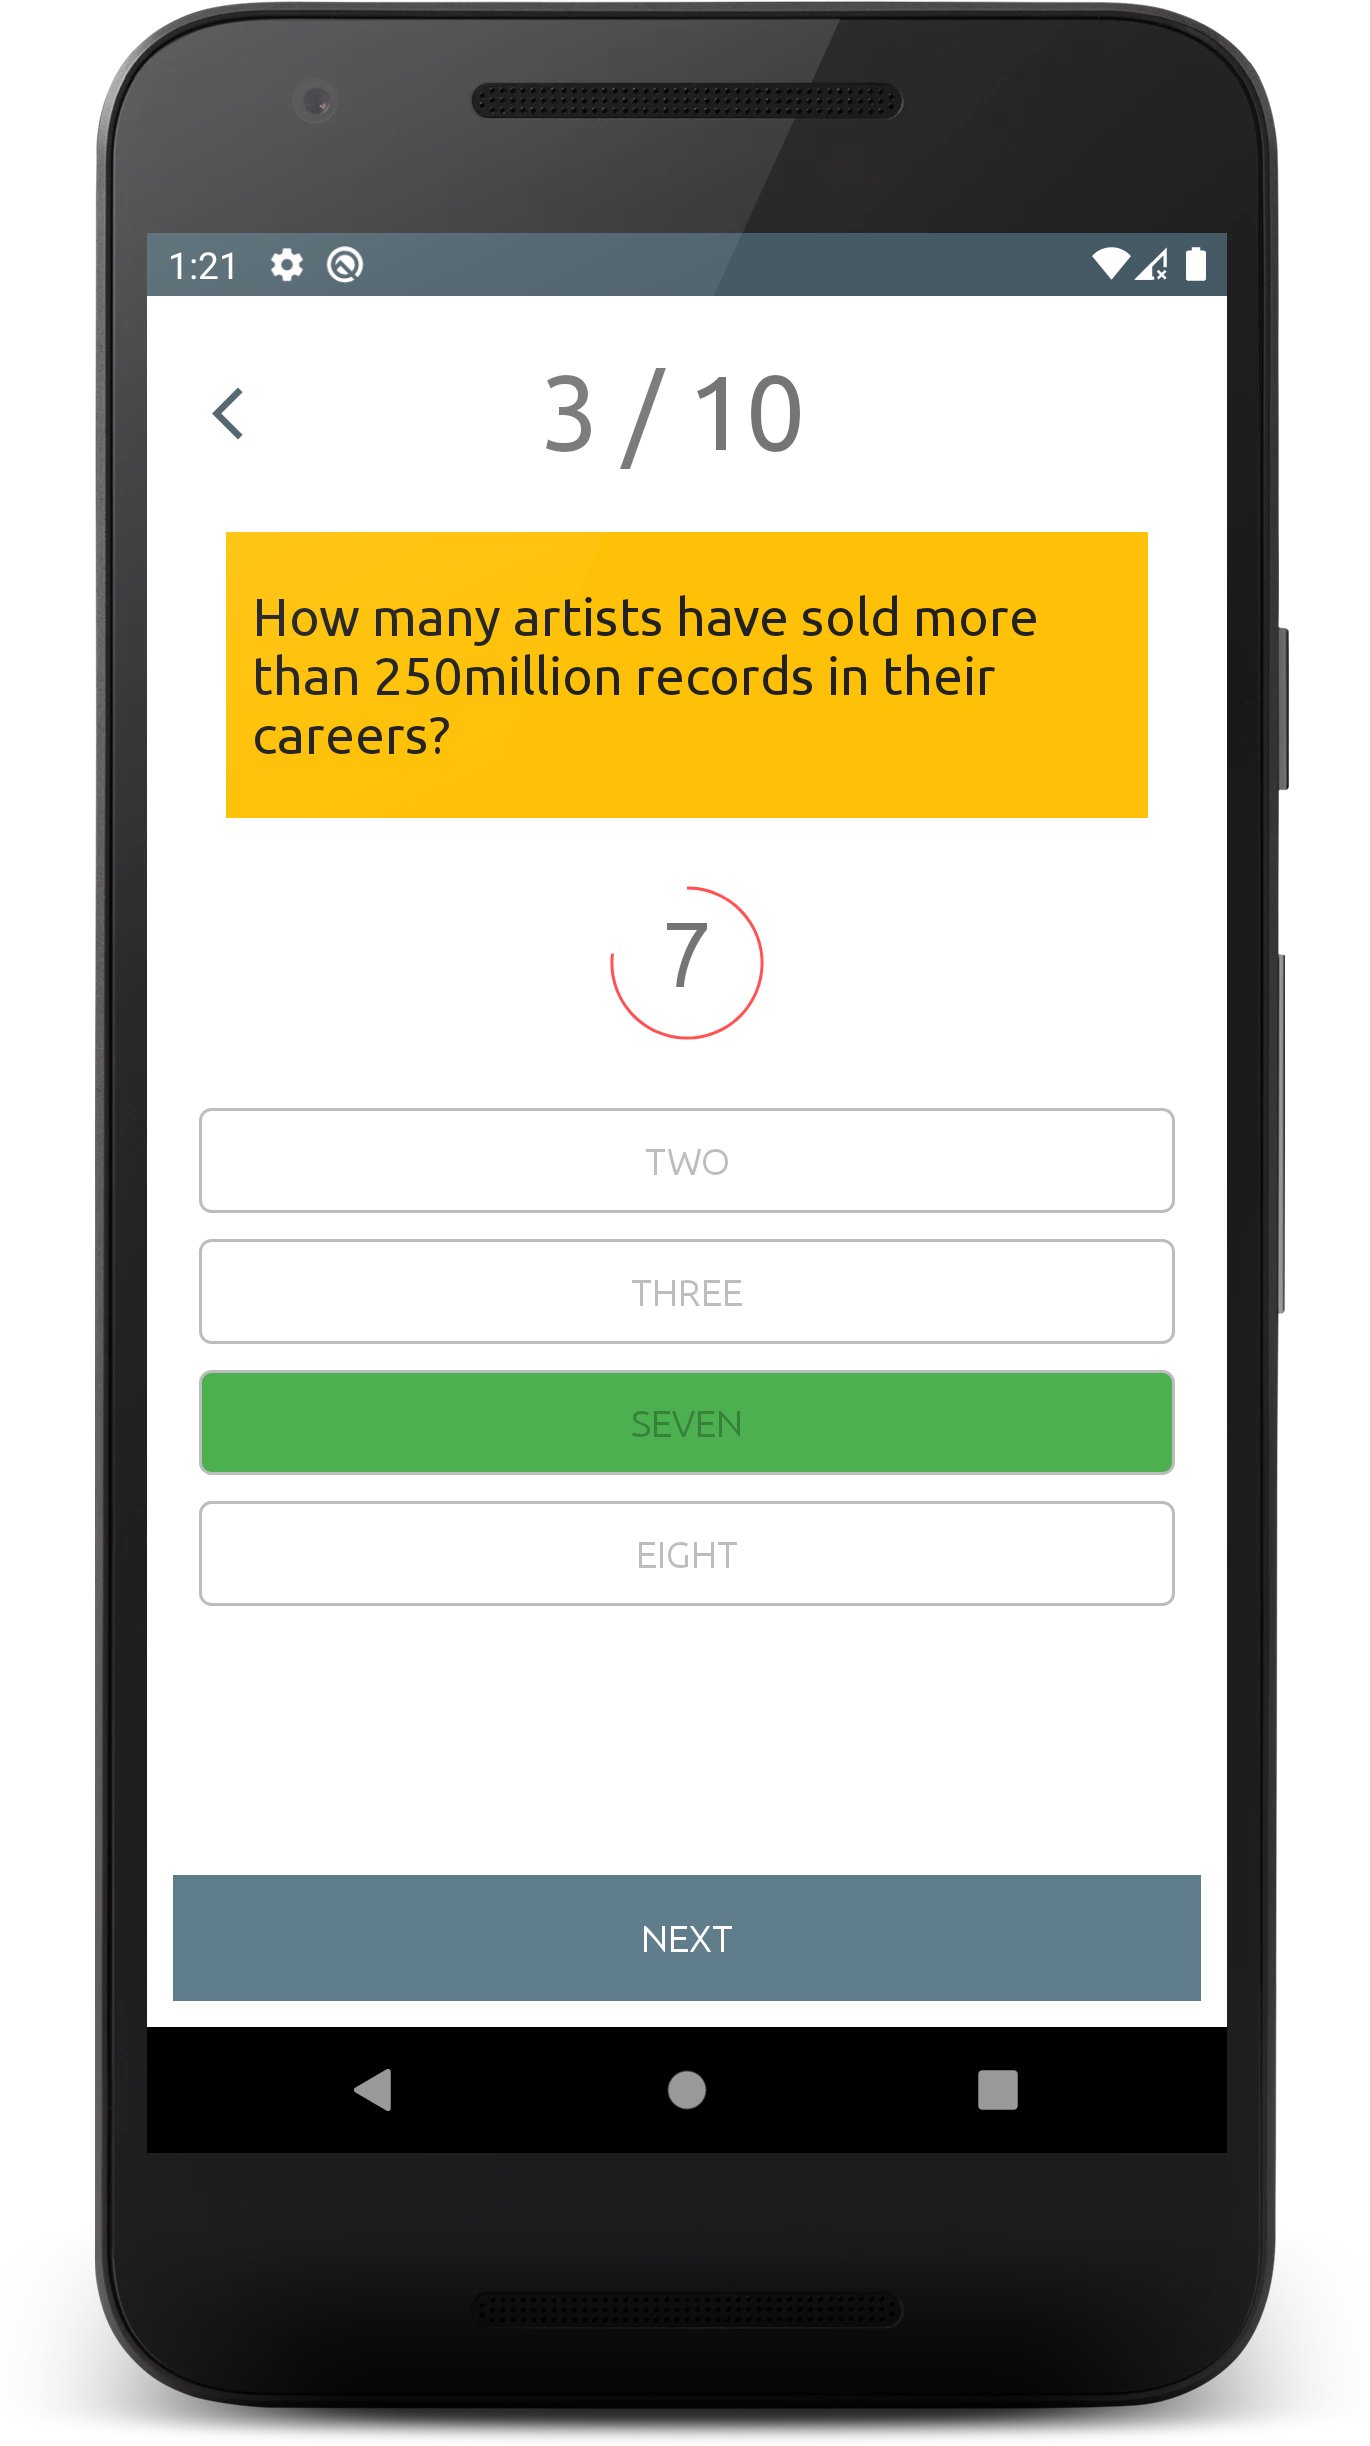 1:21
3 / 10
How many artists have sold more
than 250million records in their
careers?
7
TWO
THREE
SEVEN
EIGHT
NEXT